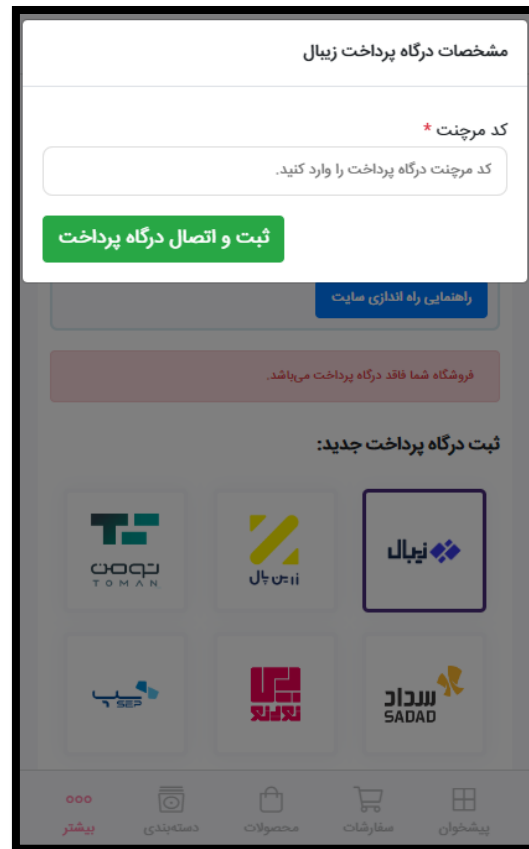 مشخصات درگاه پرداخت زیبال
کد مرچنت *
کد مرچنت درگاه پرداخت را وارد کنید.
ثبت و اتصال درگاه پرداخت
راهنمایی راه اندازی سایت
فروشگاه شما فاقد درگاه پرداخت می‌باشد.
ثبت درگاه پرداخت جدید:
زیبال
زرین پال
تومن
TOMAN
سداد
SADAD
سپ
SEP
پیشخوان
سفارشات
محصولات
دسته‌بندی
بیشتر